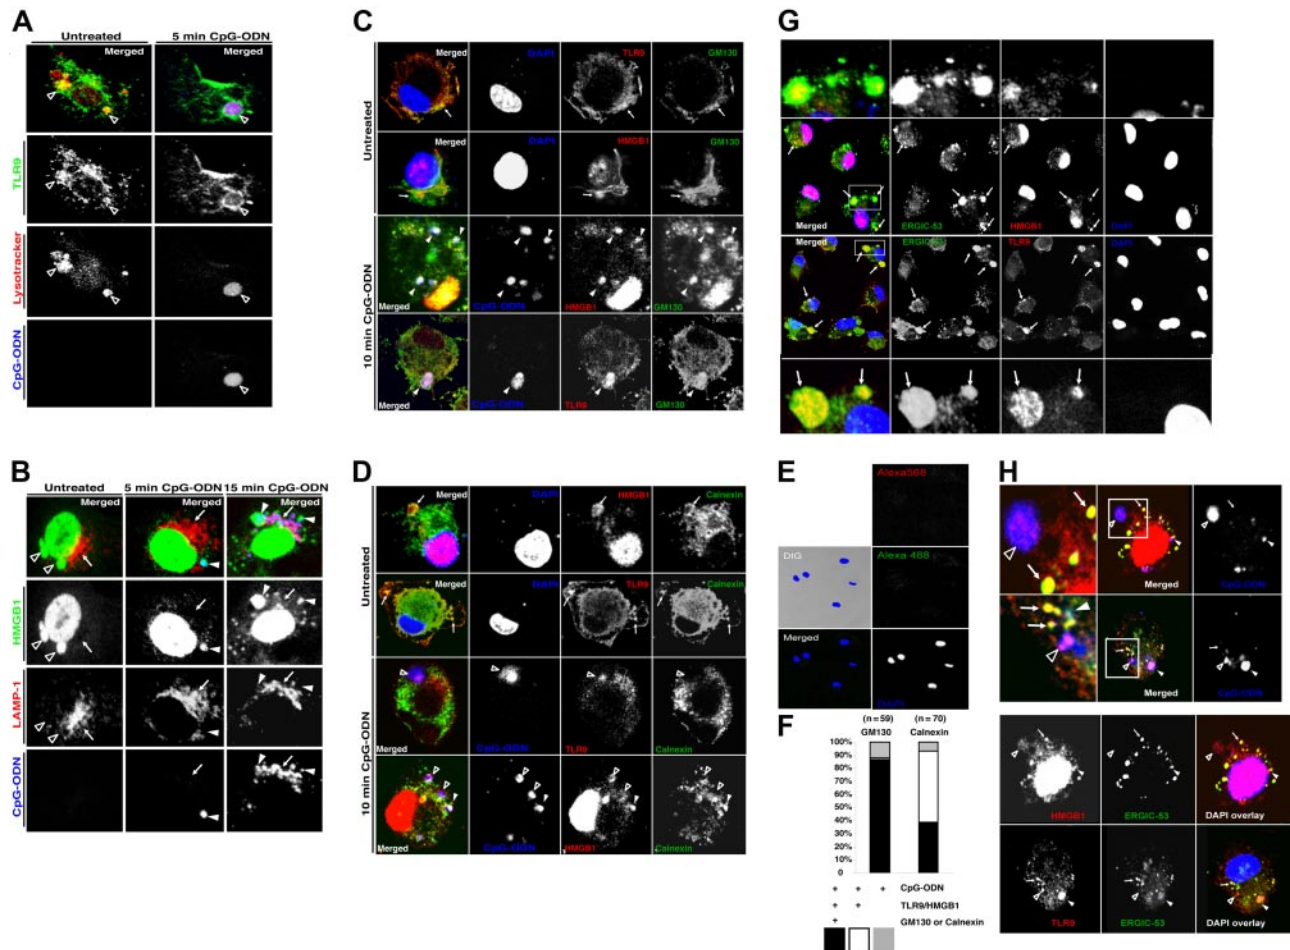 A
Untreated 5 min CpG-ODN
Merged Merged
TLR9
Lysotracker
CpG-ODN
B
Untreated 5 min CpG-ODN 15 min CpG-ODN
Merged Merged Merged
HMGB1
LAMP-1
CpG-ODN
C
Untreated
Merged DAPI TLR9 GM130
Merged DAPI HMGB1 GM130
10 min CpG-ODN
Merged CpG-ODN HMGB1 GM130
Merged CpG-ODN TLR9 GM130
D
Untreated
Merged DAPI HMGB1 Calnexin
Merged DAPI TLR9 Calnexin
10 min CpG-ODN
Merged CpG-ODN TLR9 Calnexin
Merged CpG-ODN HMGB1 Calnexin
G
Merged ERGIC-53 HMGB1 DAPI
Merged ERGIC-53 TLR9 DAPI
E
Alexa568
DIG Alexa 488
Merged DAPI
F
(n=59) (n=70)
GM130 Calnexin
100%
90%
80%
70%
60%
50%
40%
30%
20%
10%
0%
+ + + CpG-ODN
+ + TLR9/HMGB1
+ GM130 or Calnexin
H
Merged CpG-ODN
Merged CpG-ODN
HMGB1 ERGIC-53 DAPI overlay
TLR9 ERGIC-53 DAPI overlay